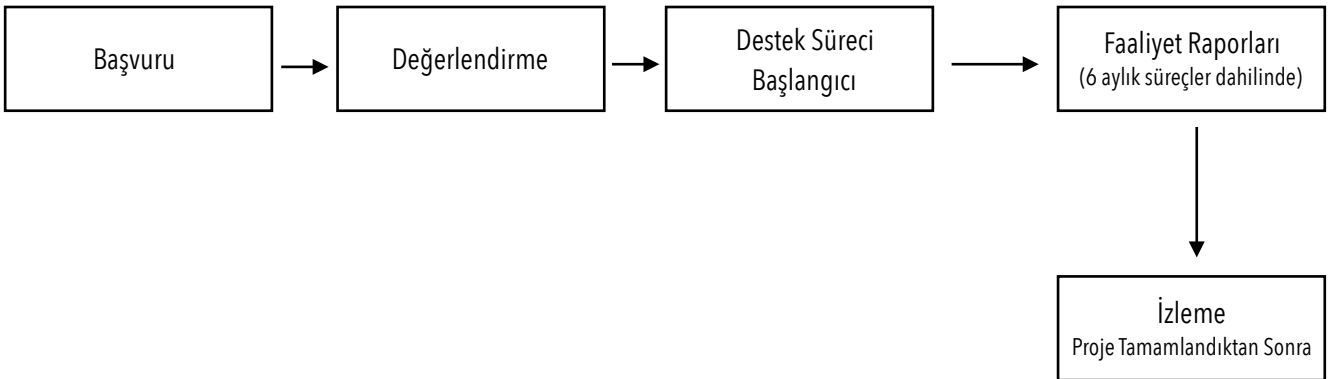 Başvuru
Değerlendirme
Destek Süreci
Başlangıcı
Faaliyet Raporları
(6 aylık süreçler dahilinde)
İzleme
Proje Tamamlandıktan Sonra